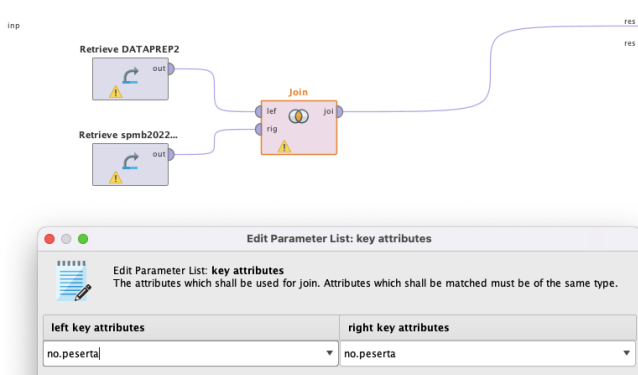 inp
res
res
Retrieve DATAPREP2
out
Join
lef
joi
rig
Retrieve spmb2022...
out
Edit Parameter List: key attributes
Edit Parameter List: key attributes
The attributes which shall be used for join. Attributes which shall be matched must be of the same type.
left key attributes
right key attributes
no.peserta
no.peserta